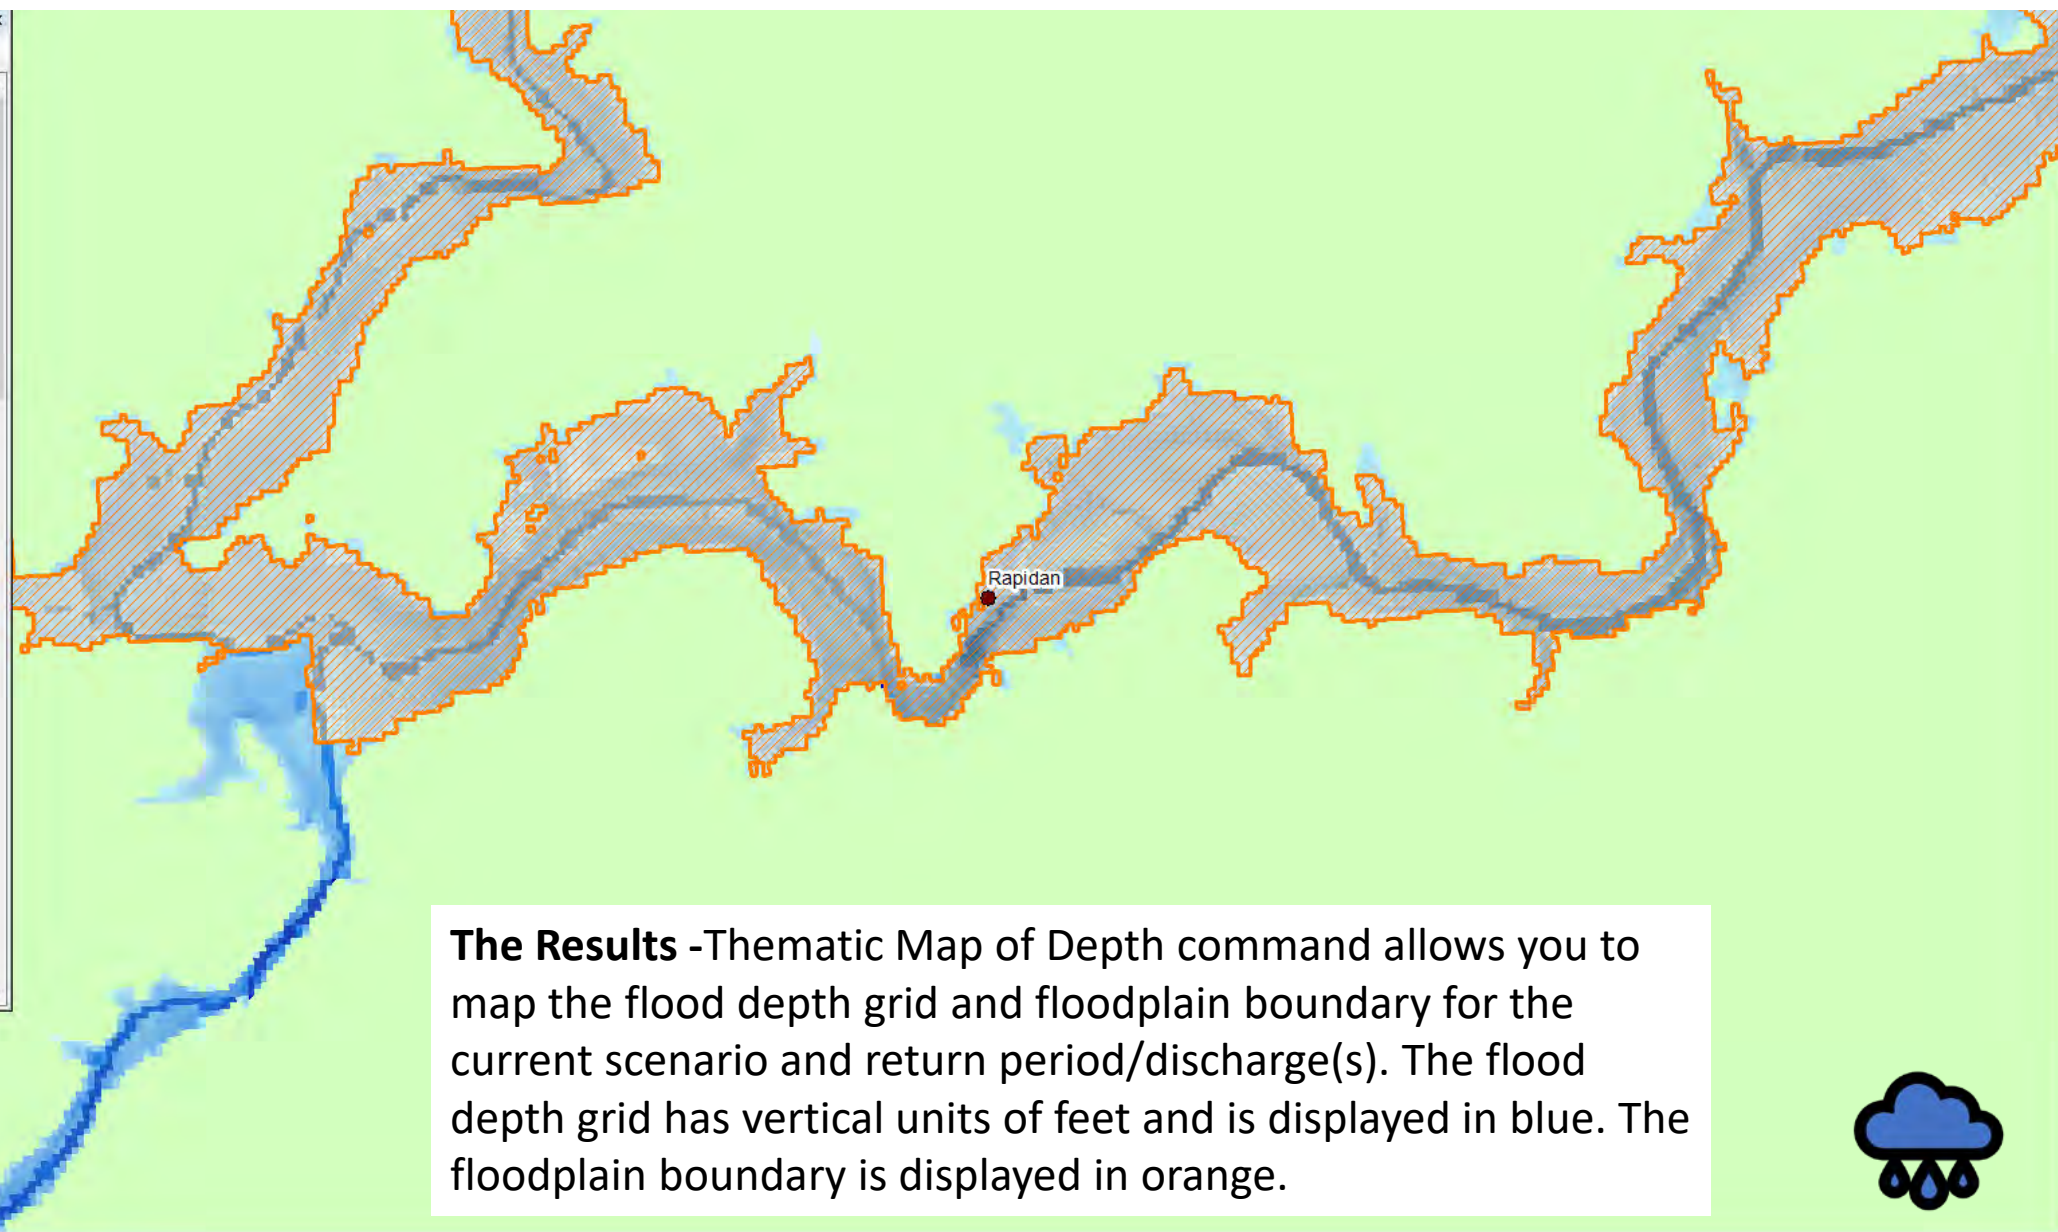 Rapidan
The Results -Thematic Map of Depth command allows you to
map the flood depth grid and floodplain boundary for the
current scenario and return period/discharge(s). The flood
depth grid has vertical units of feet and is displayed in blue. The
floodplain boundary is displayed in orange.